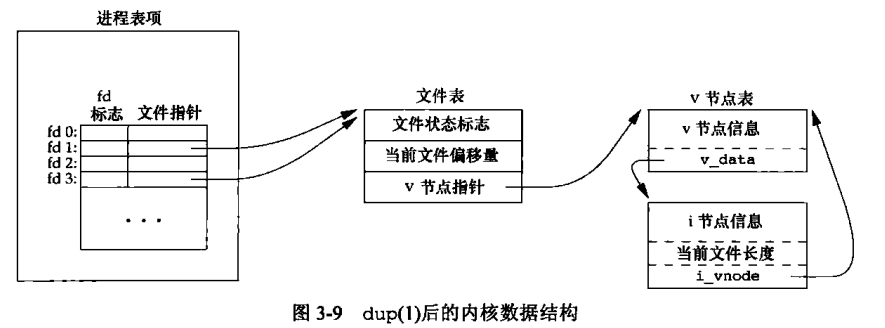 进程表项
fd
标志 文件指针
fd 0:
fd 1:
fd 2:
fd 3:
...
文件表
文件状态标志
当前文件偏移量
v 节点指针
v 节点表
v 节点信息
v_data
i 节点信息
当前文件长度
i_vnode
图 3-9 dup(1)后的内核数据结构